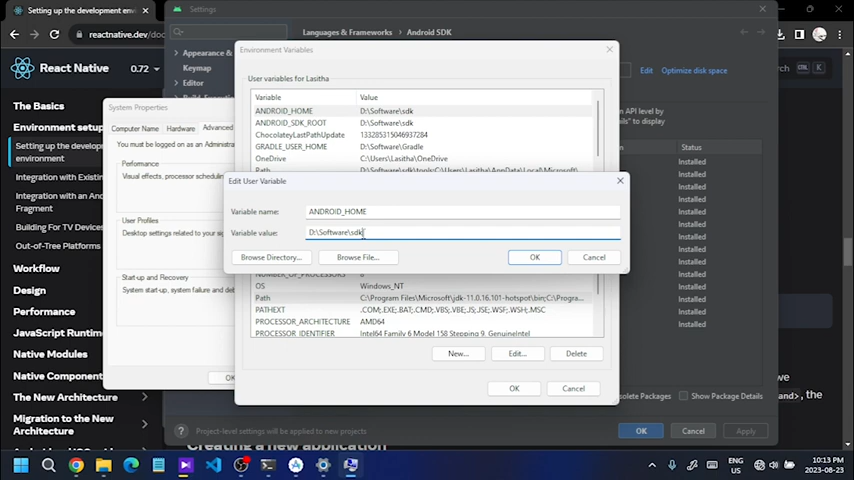 Setting up the development en
reactnative.dev/doc
React Native
0.72
The Basics
Environment setup
Setting up the develop
environment
Integration with Existin
Integration with an And
Fragment
Building For TV Devices
Out-of-Tree Platforms
Workflow
Design
Performance
JavaScript Runtime
Native Modules
Native Component
The New Architecture
Migration to the New
Architecture
Settings
Languages & Frameworks
Android SDK
Appearance &
Keymap
Editor
Edit
Optimize disk space
n API level by
ils" to display
Status
Installed
Installed
Installed
Installed
Installed
Installed
Installed
Installed
Installed
Installed
Installed
Installed
Installed
Installed
bsolete Packages
Show Package Details
Project-level settings will be applied to new projects
OK
Cancel
Apply
System Properties
Computer Name
Hardware
Advanced
You must be logged on as an Administra
Performance
Visual effects, processor schedulin
User Profiles
Desktop settings related to your sig
Start-up and Recovery
System start-up, system failure and deb
OK
Environment Variables
User variables for Lasitha
Variable
Value
ANDROID_HOME
D:\Software\sdk
ANDROID_SDK_ROOT
D:\Software\sdk
ChocolateyLastPathUpdate
133285315046937284
GRADLE_USER_HOME
D:\Software\Gradle
OneDrive
C:\Users\Lasitha\OneDrive
Edit User Variable
Variable name:
ANDROID_HOME
Variable value:
D:\Software\sdk
Browse Directory...
Browse File...
OK
Cancel
NUMBER_OF_PROCESSORS
8
OS
Windows_NT
Path
C:\Program Files\Microsoft\jdk-11.0.16.101-hotspot\bin;C:\Progra...
PATHEXT
.COM;.EXE;.BAT;.CMD;.VBS;.VBE;.JS;.JSE;.WSF;.WSH;.MSC
PROCESSOR_ARCHITECTURE
AMD64
PROCESSOR_IDENTIFIER
Intel64 Family 6 Model 158 Stepping 9, GenuineIntel
New...
Edit...
Delete
OK
Cancel
Creating a new application
ENG
US
10:13 PM
2023-08-23